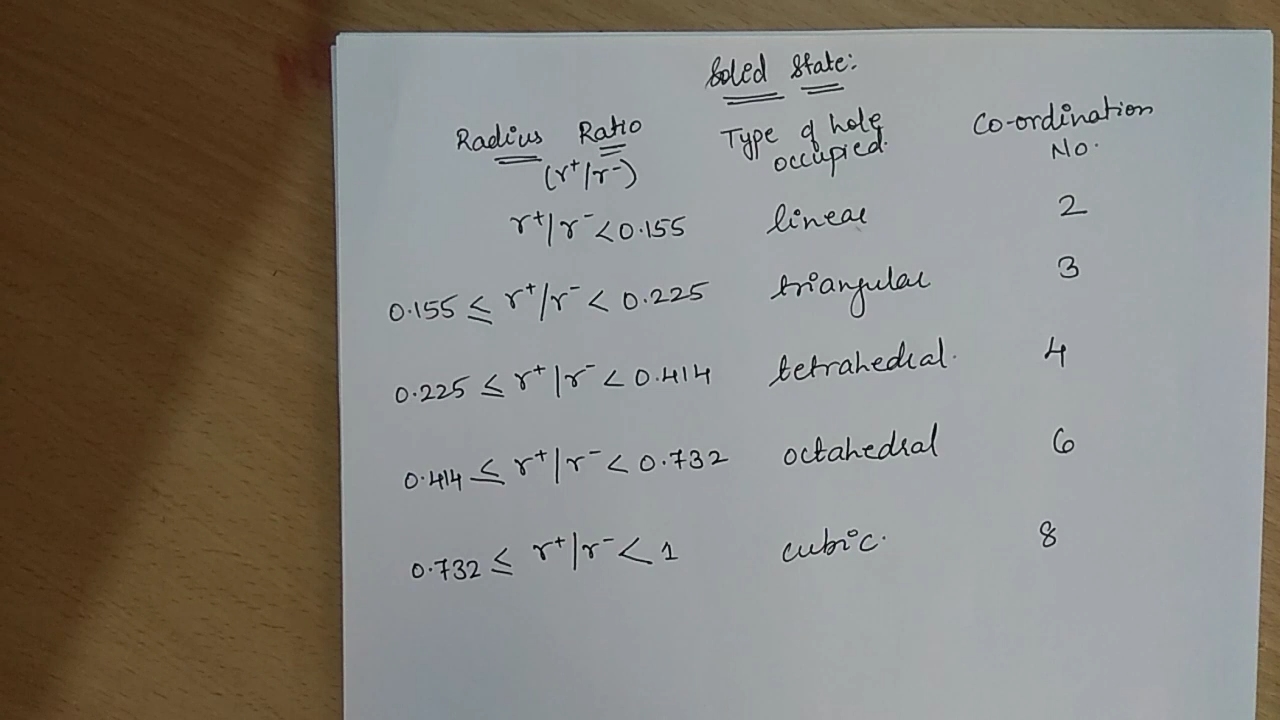 Solid State:
Radius Ratio Type of hole Co-ordination
(r⁺/r⁻) occupied. No.
r⁺/r⁻ < 0.155 linear 2
0.155 ≤ r⁺/r⁻ < 0.225 triangular 3
0.225 ≤ r⁺/r⁻ < 0.414 tetrahedral. 4
0.414 ≤ r⁺/r⁻ < 0.732 octahedral 6
0.732 ≤ r⁺/r⁻ < 1 cubic. 8